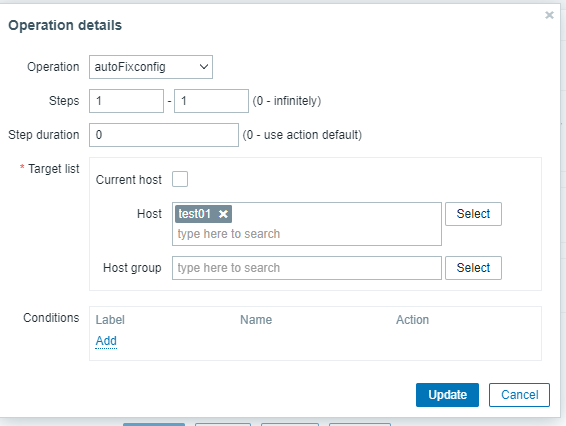 Operation details
Operation autoFixconfig
Steps 1 - 1 (0 - infinitely)
Step duration 0 (0 - use action default)
* Target list
Current host
Host test01 Select
type here to search
Host group type here to search Select
Conditions Label Name Action
Add
Update Cancel